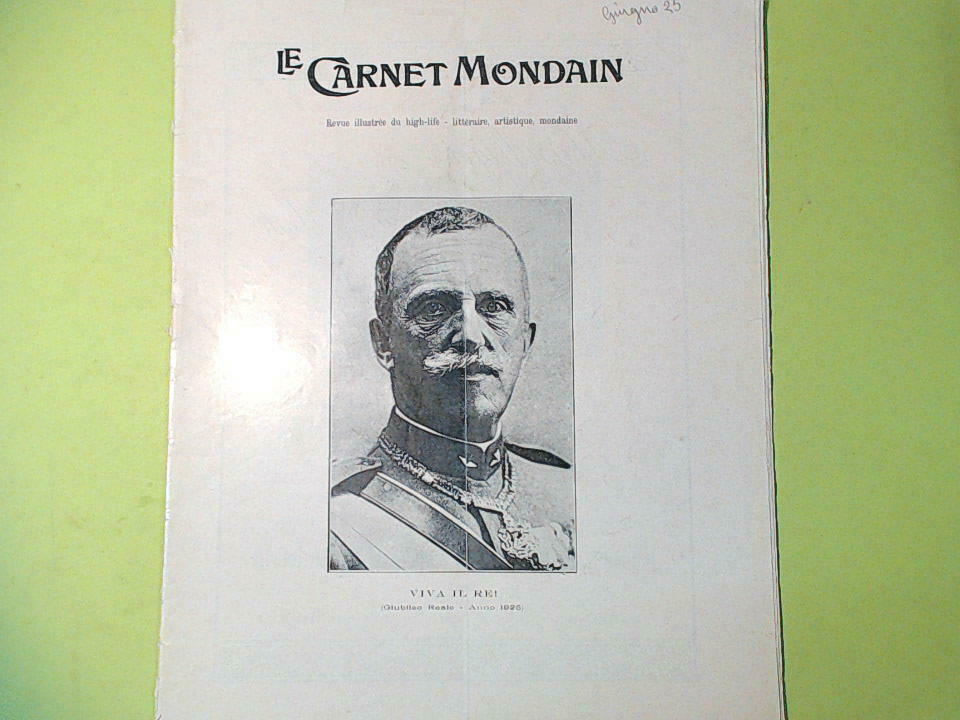 Giugno 25
LE CARNET MONDAIN
Revue illustrée du high-life - littéraire, artistique, mondaine
VIVA IL RE!
(Giubileo Reale - Anno 1925)